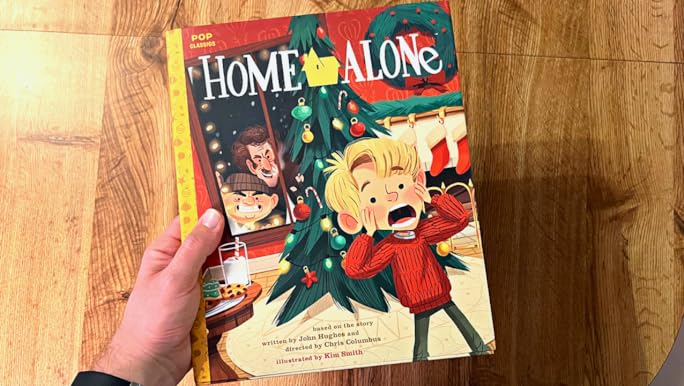 POP
CLASSICS
HOME ALONe
based on the story
written by John Hughes and
directed by Chris Columbus
illustrated by Kim Smith